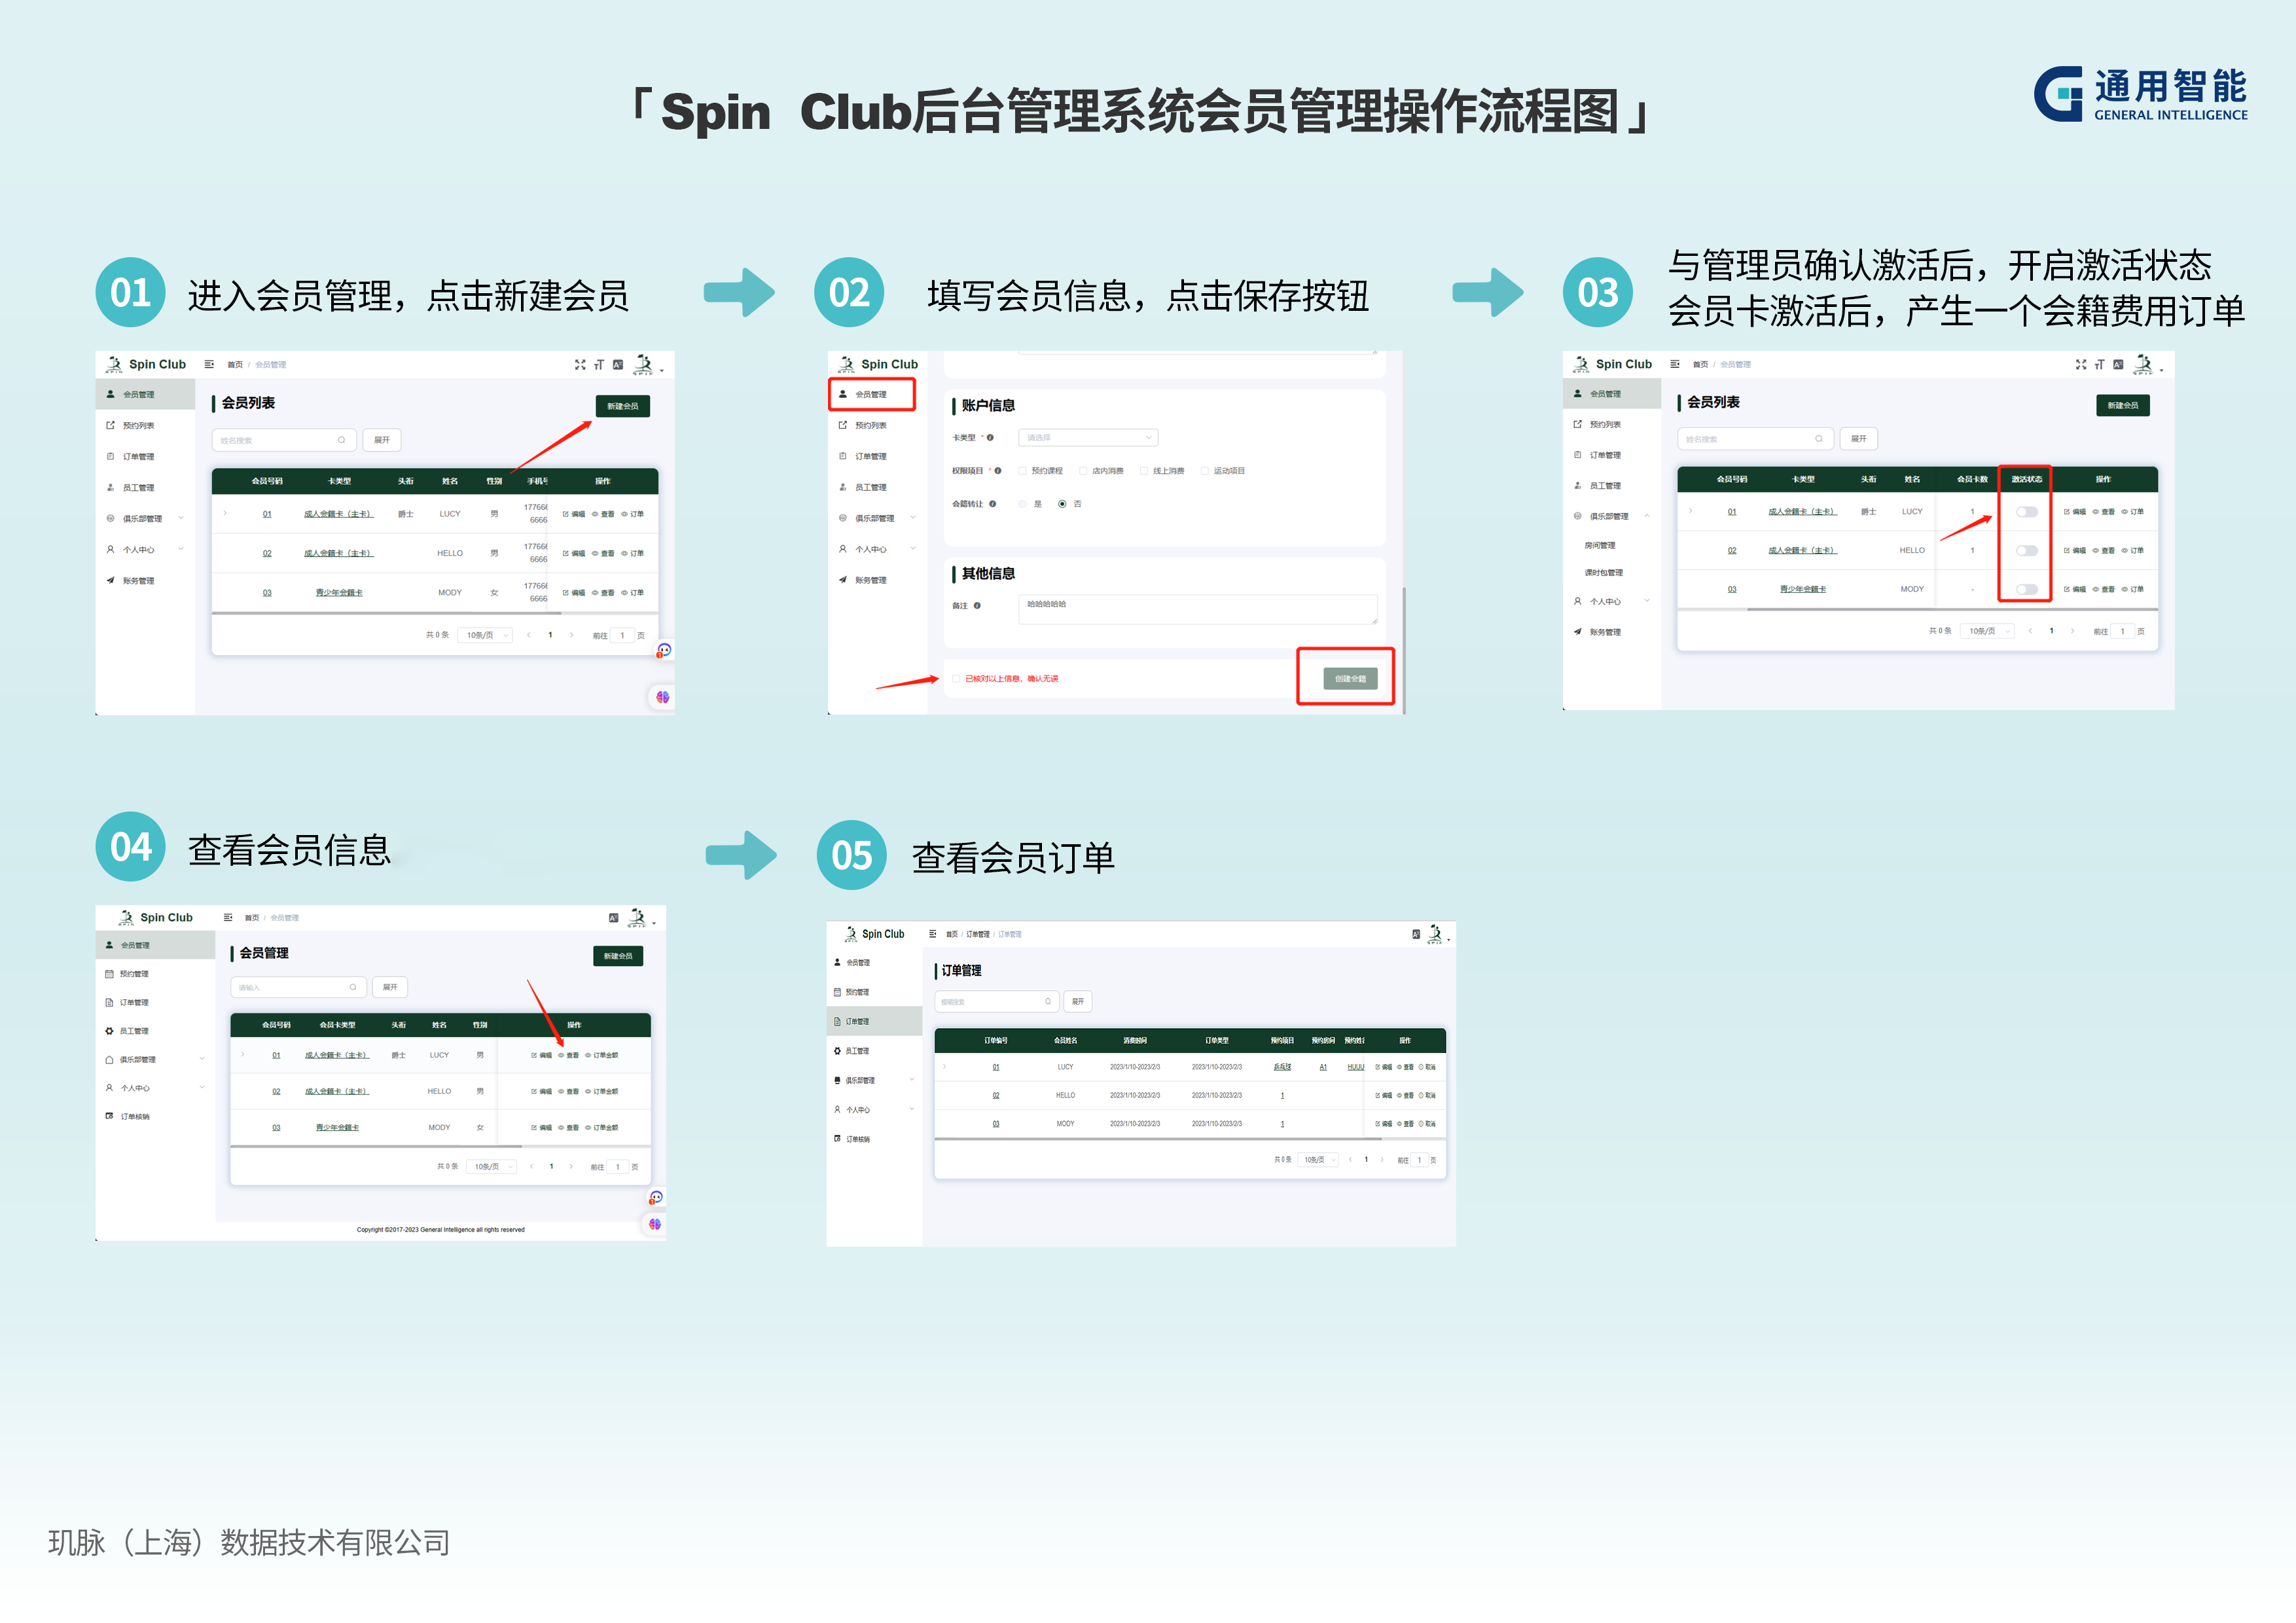 「Spin Club后台管理系统会员管理操作流程图」
通用智能
GENERAL INTELLIGENCE
01 进入会员管理，点击新建会员
02 填写会员信息，点击保存按钮
03 与管理员确认激活后，开启激活状态
会员卡激活后，产生一个会籍费用订单
Spin Club 首页 / 会员管理
会员管理
会员列表
新建会员
预约列表
姓名搜索 展开
订单管理
会员号码 卡类型 头衔 姓名 性别 手机号 操作
员工管理
01 成人会籍卡（主卡） 爵士 LUCY 男 177666 6666 编辑 查看 订单
俱乐部管理
02 成人会籍卡（主卡） HELLO 男 177666 6666 编辑 查看 订单
个人中心
账务管理
03 青少年会籍卡 MODY 女 177666 6666 编辑 查看 订单
共 0 条 10条/页 1 前往 1 页
Spin Club
会员管理
预约列表
订单管理
员工管理
俱乐部管理
个人中心
账务管理
账户信息
卡类型 * 请选择
权限项目 * 预约课程 店内消费 线上消费 运动项目
会籍转让 是 否
其他信息
备注 哈哈哈哈哈
已核对以上信息，确认无误 创建会籍
Spin Club 首页 / 会员管理
会员管理
预约列表
订单管理
员工管理
俱乐部管理
房间管理
课时包管理
个人中心
账务管理
会员列表
新建会员
姓名搜索 展开
会员号码 卡类型 头衔 姓名 会员卡数 激活状态 操作
01 成人会籍卡（主卡） 爵士 LUCY 1 编辑 查看 订单
02 成人会籍卡（主卡） HELLO 1 编辑 查看 订单
03 青少年会籍卡 MODY - 编辑 查看 订单
共 0 条 10条/页 1 前往 1 页
04 查看会员信息
05 查看会员订单
Spin Club 首页 / 会员管理
会员管理
预约管理
订单管理
员工管理
俱乐部管理
个人中心
订单核销
会员管理
新建会员
请输入 展开
会员号码 会员卡类型 头衔 姓名 性别 操作
01 成人会籍卡（主卡） 爵士 LUCY 男 编辑 查看 订单金额
02 成人会籍卡（主卡） HELLO 男 编辑 查看 订单金额
03 青少年会籍卡 MODY 女 编辑 查看 订单金额
共 0 条 10条/页 1 前往 1 页
Copyright ©2017-2023 General Intelligence all rights reserved
Spin Club 首页 / 订单管理 / 订单管理
会员管理
预约管理
订单管理
员工管理
俱乐部管理
个人中心
订单核销
订单管理
模糊搜索 展开
订单编号 会员姓名 消费时间 订单类型 预约项目 预约房间 预约姓名 操作
01 LUCY 2023/1/10-2023/2/3 2023/1/10-2023/2/3 乒乓球 A1 HUUU 编辑 查看 取消
02 HELLO 2023/1/10-2023/2/3 2023/1/10-2023/2/3 1 编辑 查看 取消
03 MODY 2023/1/10-2023/2/3 2023/1/10-2023/2/3 1 编辑 查看 取消
共 0 条 10条/页 1 前往 1 页
玑脉（上海）数据技术有限公司